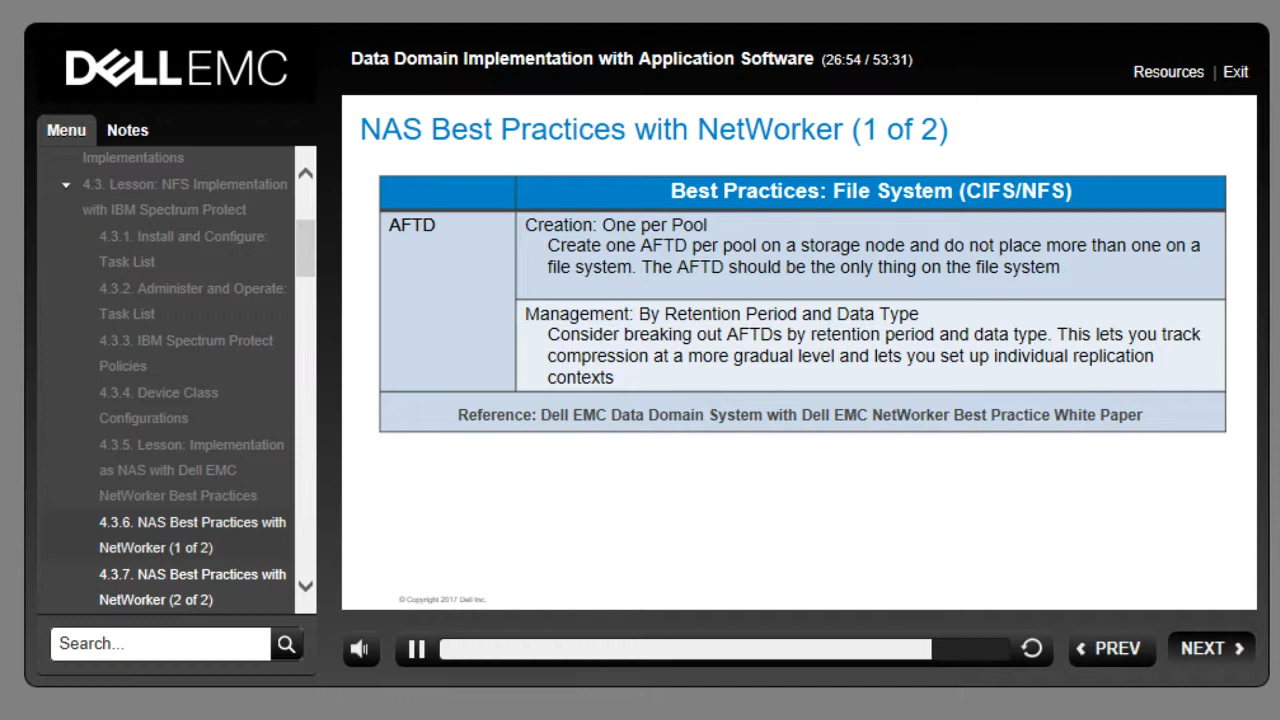 DELL EMC
Data Domain Implementation with Application Software (26:54 / 53:31)
Resources | Exit
Menu
Notes
Implementations
4.3. Lesson: NFS Implementation
with IBM Spectrum Protect
4.3.1. Install and Configure:
Task List
4.3.2. Administer and Operate:
Task List
4.3.3. IBM Spectrum Protect
Policies
4.3.4. Device Class
Configurations
4.3.5. Lesson: Implementation
as NAS with Dell EMC
NetWorker Best Practices
4.3.6. NAS Best Practices with
NetWorker (1 of 2)
4.3.7. NAS Best Practices with
NetWorker (2 of 2)
Search...
NAS Best Practices with NetWorker (1 of 2)
Best Practices: File System (CIFS/NFS)
AFTD
Creation: One per Pool
Create one AFTD per pool on a storage node and do not place more than one on a
file system. The AFTD should be the only thing on the file system
Management: By Retention Period and Data Type
Consider breaking out AFTDs by retention period and data type. This lets you track
compression at a more gradual level and lets you set up individual replication
contexts
Reference: Dell EMC Data Domain System with Dell EMC NetWorker Best Practice White Paper
© Copyright 2017 Dell Inc.
PREV
NEXT